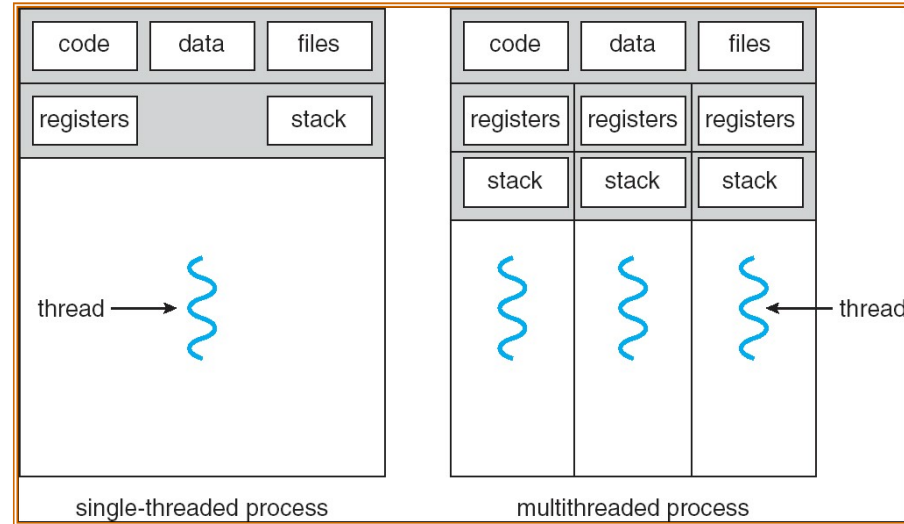 code data files
registers stack
thread
single-threaded process
code data files
registers registers registers
stack stack stack
thread
multithreaded process